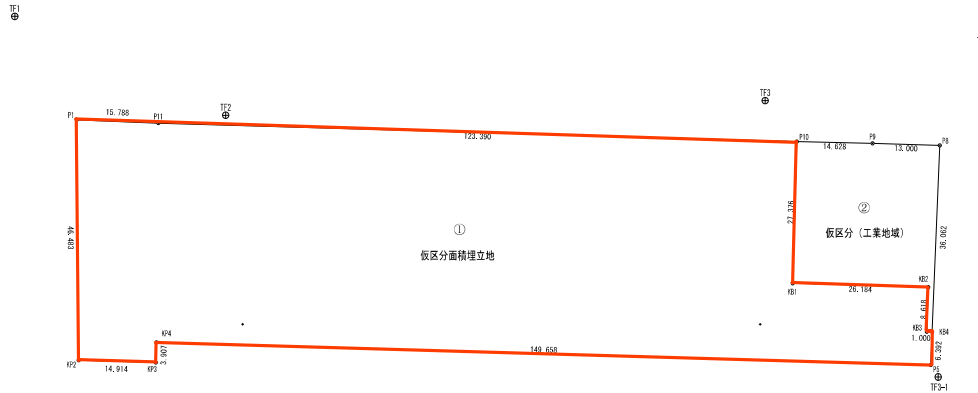 TF1
TF2
TF3
P1
15.788
P11
123.390
P10
14.628
P9
13.000
P8
46.483
27.376
36.062
①
仮区分面積埋立地
②
仮区分（工業地域）
KB1
26.184
KB2
8.618
KB3
1.000
KB4
KP4
3.907
149.658
6.392
KP2
14.914
KP3
P5
TF3-1